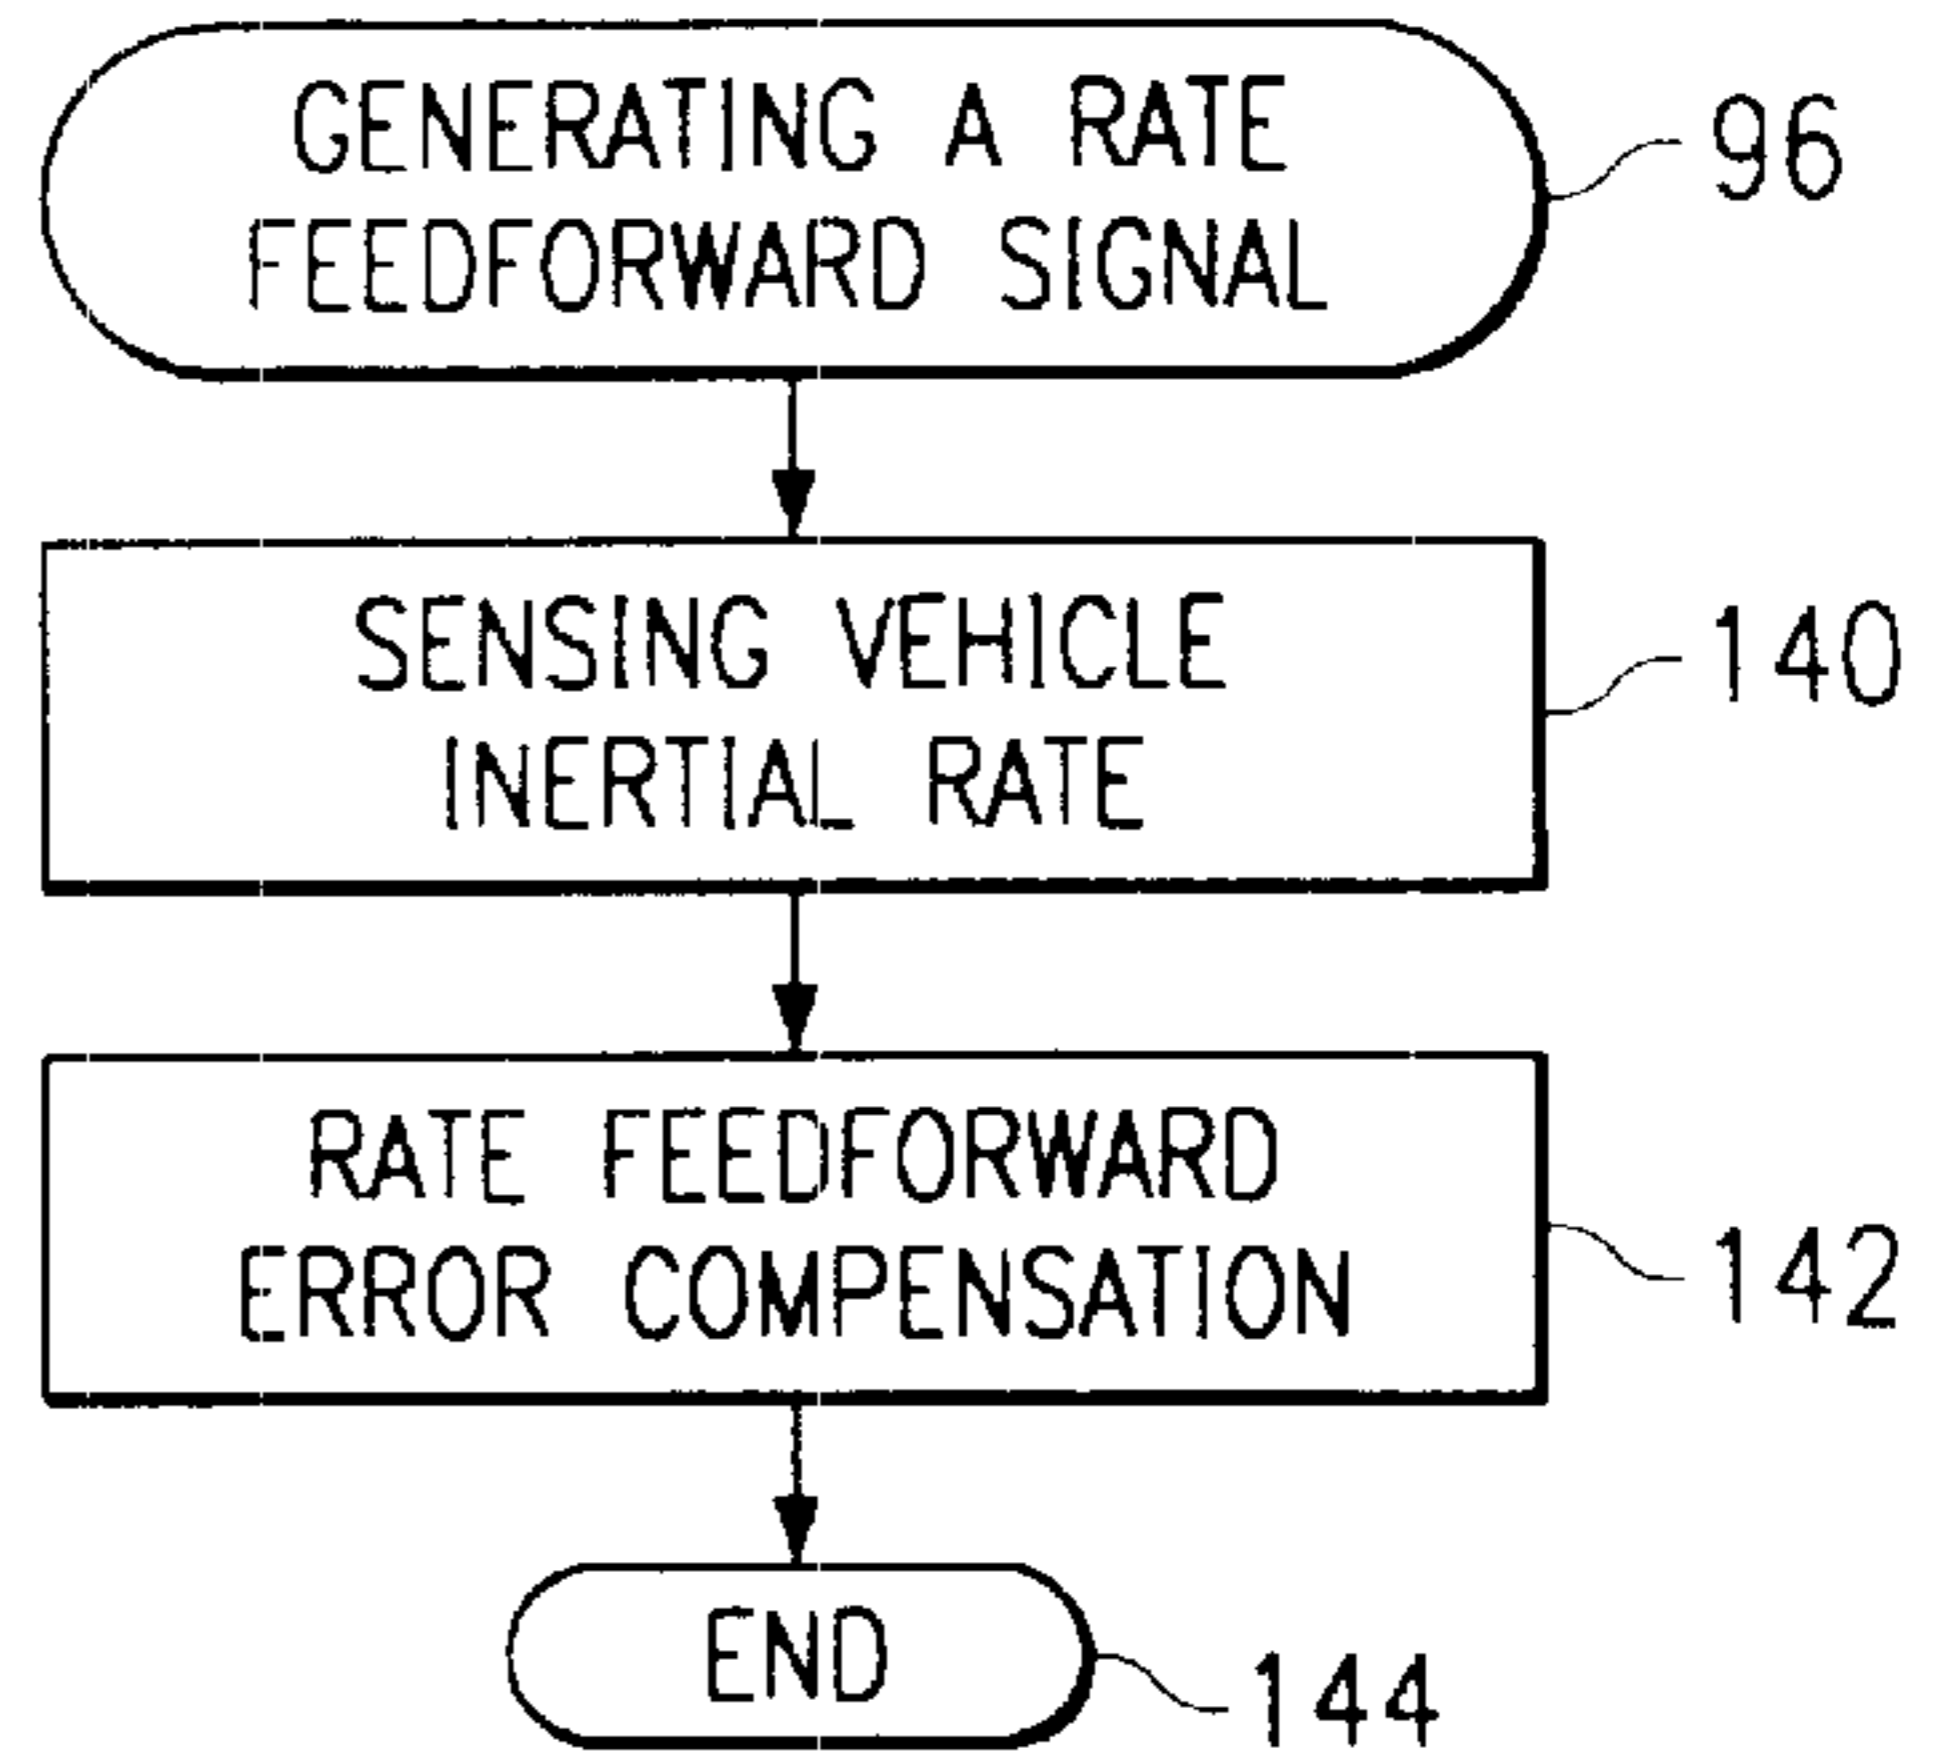 GENERATING A RATE
FEEDFORWARD SIGNAL
96
SENSING VEHICLE
INERTIAL RATE
140
RATE FEEDFORWARD
ERROR COMPENSATION
142
END
144